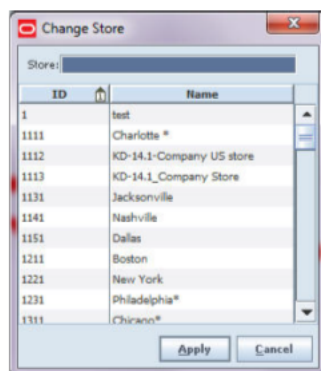 Change Store
Store:
ID Name
1 test
1111 Charlotte *
1112 KD-14.1-Company US store
1113 KD-14.1_Company Store
1131 Jacksonville
1141 Nashville
1151 Dallas
1211 Boston
1221 New York
1231 Philadelphia*
1311 Chicago*
Apply Cancel